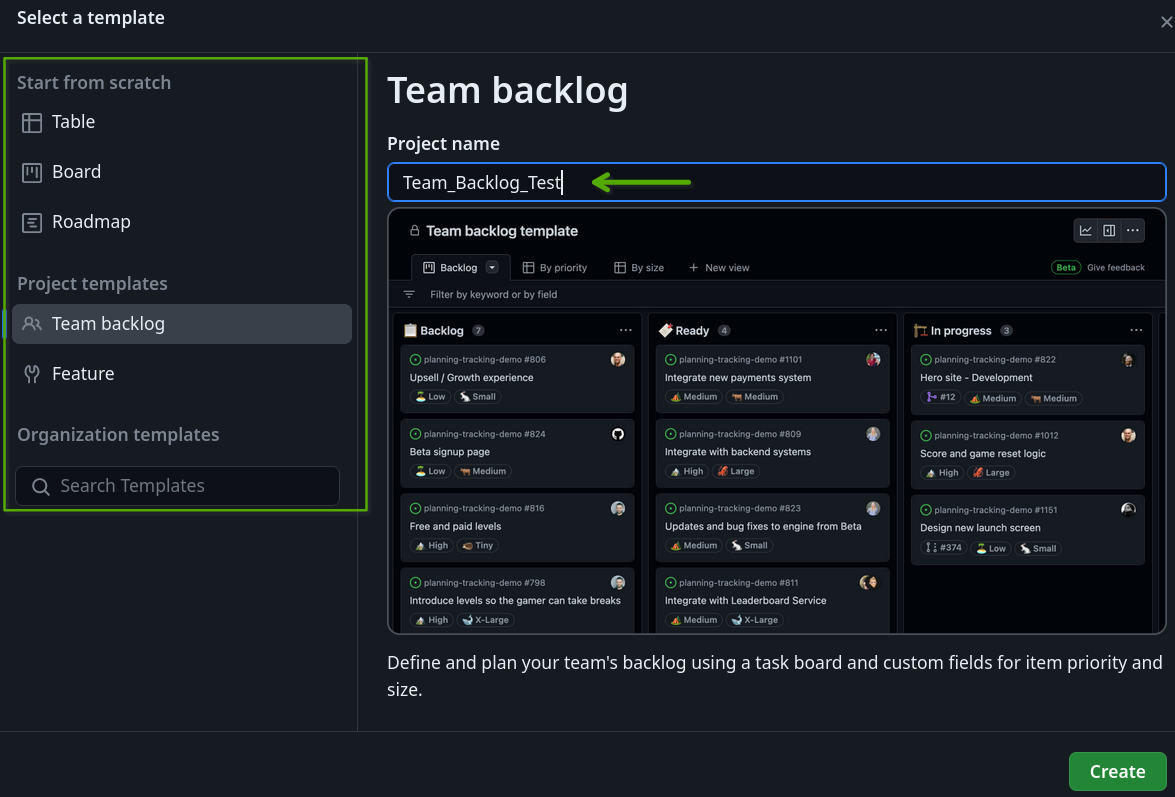 Select a template
Start from scratch
Table
Board
Roadmap
Project templates
Team backlog
Feature
Organization templates
Search Templates
Team backlog
Project name
Team_Backlog_Test
Team backlog template
Backlog
By priority
By size
New view
Beta Give feedback
Filter by keyword or by field
Backlog 7
planning-tracking-demo #806
Upsell / Growth experience
Low Small
planning-tracking-demo #824
Beta signup page
Low Medium
planning-tracking-demo #816
Free and paid levels
High Tiny
planning-tracking-demo #798
Introduce levels so the gamer can take breaks
High X-Large
Ready 4
planning-tracking-demo #1101
Integrate new payments system
Medium Medium
planning-tracking-demo #809
Integrate with backend systems
High Large
planning-tracking-demo #823
Updates and bug fixes to engine from Beta
Medium Small
planning-tracking-demo #811
Integrate with Leaderboard Service
Medium X-Large
In progress 3
planning-tracking-demo #822
Hero site - Development
#12 Medium Medium
planning-tracking-demo #1012
Score and game reset logic
High Large
planning-tracking-demo #1151
Design new launch screen
#374 Low Small
Define and plan your team's backlog using a task board and custom fields for item priority and
size.
Create